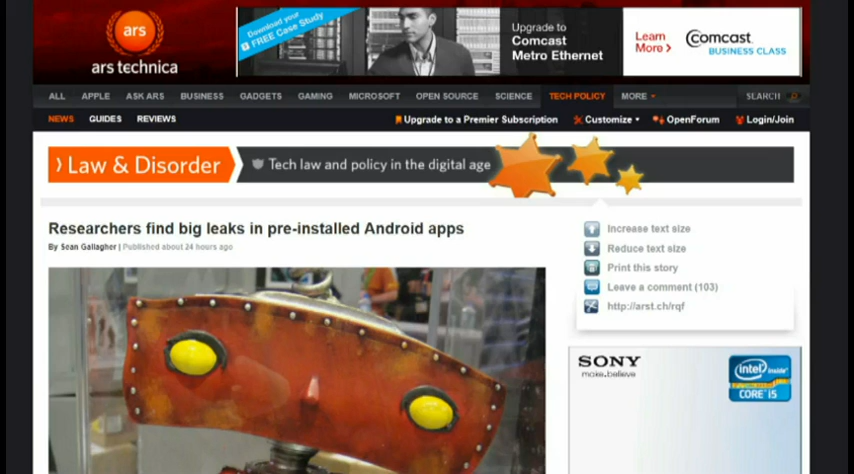 ars
ars technica
Download your
FREE Case Study
Upgrade to
Comcast
Metro Ethernet
Learn
More >
Comcast.
BUSINESS CLASS
ALL APPLE ASK ARS BUSINESS GADGETS GAMING MICROSOFT OPEN SOURCE SCIENCE TECH POLICY MORE SEARCH
NEWS GUIDES REVIEWS Upgrade to a Premier Subscription Customize OpenForum Login/Join
Law & Disorder Tech law and policy in the digital age
Researchers find big leaks in pre-installed Android apps
By Sean Gallagher | Published about 24 hours ago
Increase text size
Reduce text size
Print this story
Leave a comment (103)
http://arst.ch/rqf
SONY
make.believe
intel inside
CORE i5